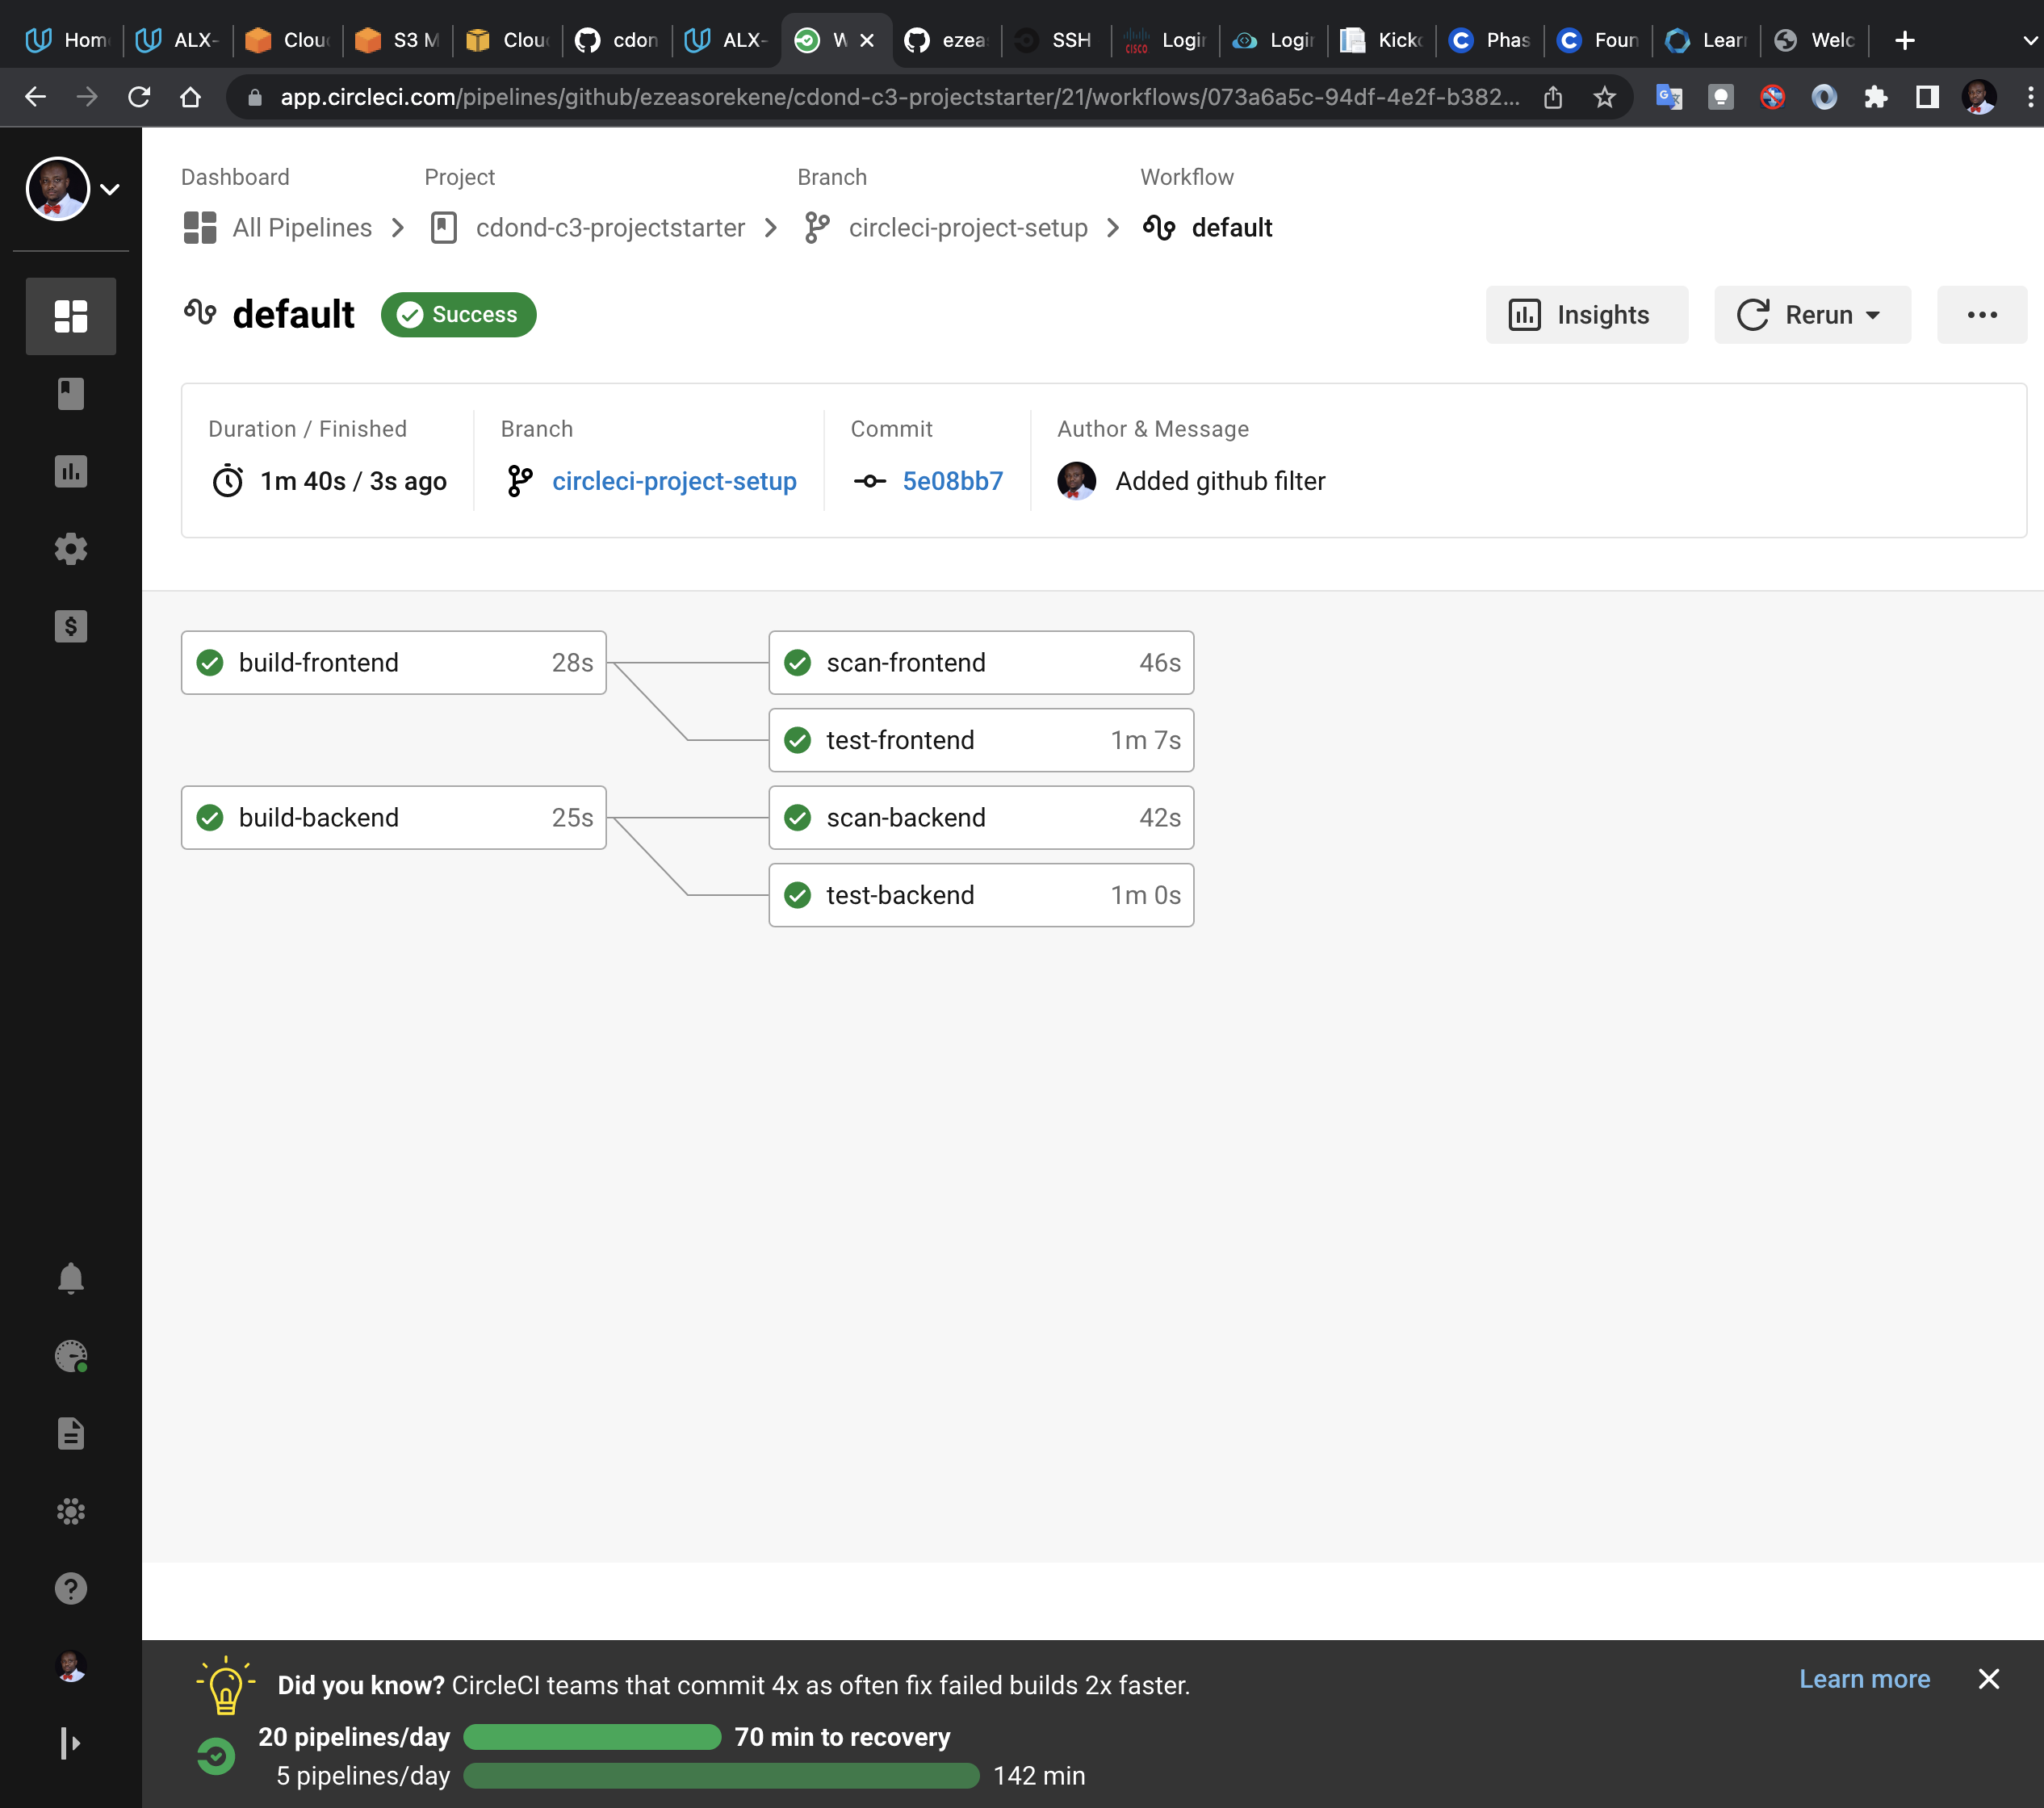 Hom ALX- Clou S3 M Clou cdon ALX- W ezea SSH Login Login Kicko Phas Foun Lear Welc
app.circleci.com/pipelines/github/ezeasorekene/cdond-c3-projectstarter/21/workflows/073a6a5c-94df-4e2f-b382...
Dashboard Project Branch Workflow
All Pipelines cdond-c3-projectstarter circleci-project-setup default
default Success Insights Rerun
Duration / Finished Branch Commit Author & Message
1m 40s / 3s ago circleci-project-setup 5e08bb7 Added github filter
build-frontend 28s scan-frontend 46s
test-frontend 1m 7s
build-backend 25s scan-backend 42s
test-backend 1m 0s
Did you know? CircleCI teams that commit 4x as often fix failed builds 2x faster. Learn more
20 pipelines/day 70 min to recovery
5 pipelines/day 142 min